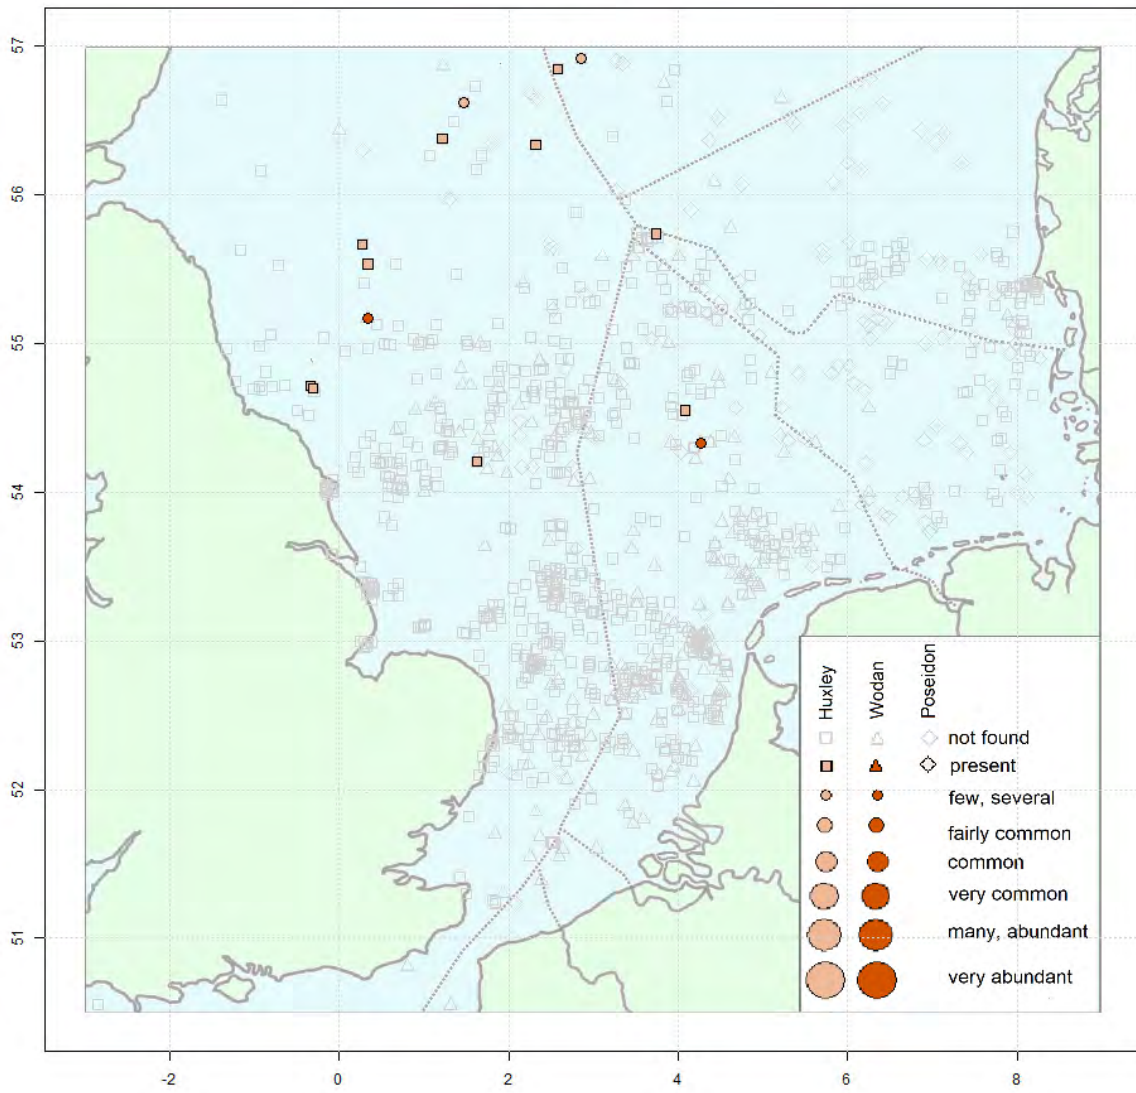 57
56
55
54
53
52
51
Huxley
Wodan
Poseidon
not found
present
few, several
fairly common
common
very common
many, abundant
very abundant
-2 0 2 4 6 8